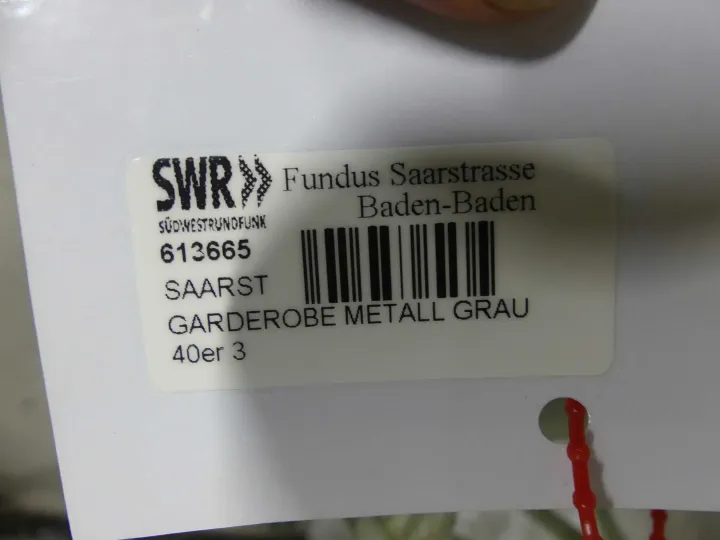 SWR Fundus Saarstrasse
SÜDWESTRUNDFUNK Baden-Baden
613665
SAARST
GARDEROBE METALL GRAU
40er 3